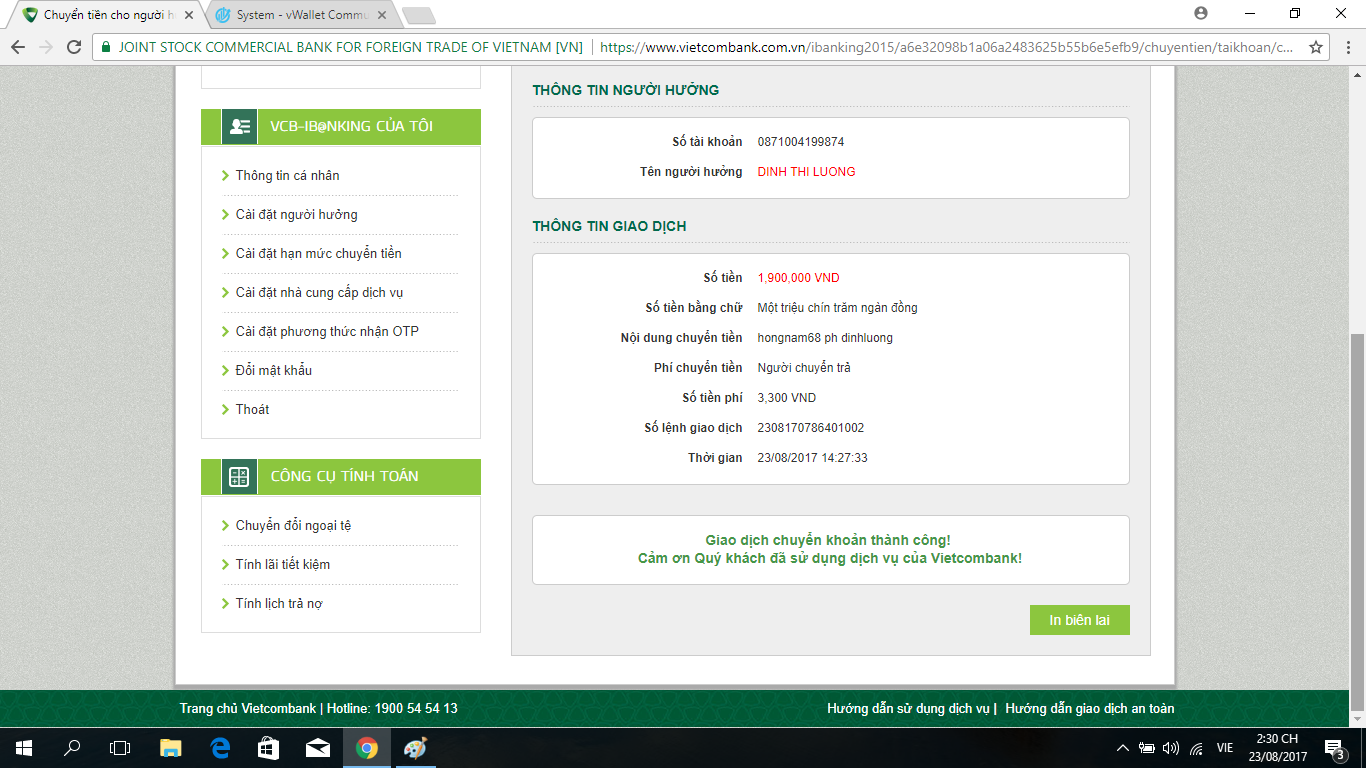 Chuyển tiền cho người h
System - vWallet Commu
JOINT STOCK COMMERCIAL BANK FOR FOREIGN TRADE OF VIETNAM [VN]
https://www.vietcombank.com.vn/ibanking2015/a6e32098b1a06a2483625b55b6e5efb9/chuyentien/taikhoan/c...
VCB-IB@NKING CỦA TÔI
Thông tin cá nhân
Cài đặt người hưởng
Cài đặt hạn mức chuyển tiền
Cài đặt nhà cung cấp dịch vụ
Cài đặt phương thức nhận OTP
Đổi mật khẩu
Thoát
CÔNG CỤ TÍNH TOÁN
Chuyển đổi ngoại tệ
Tính lãi tiết kiệm
Tính lịch trả nợ
THÔNG TIN NGƯỜI HƯỞNG
Số tài khoản 0871004199874
Tên người hưởng DINH THI LUONG
THÔNG TIN GIAO DỊCH
Số tiền 1,900,000 VND
Số tiền bằng chữ Một triệu chín trăm ngàn đồng
Nội dung chuyển tiền hongnam68 ph dinhluong
Phí chuyển tiền Người chuyển trả
Số tiền phí 3,300 VND
Số lệnh giao dịch 2308170786401002
Thời gian 23/08/2017 14:27:33
Giao dịch chuyển khoản thành công!
Cảm ơn Quý khách đã sử dụng dịch vụ của Vietcombank!
In biên lai
Trang chủ Vietcombank | Hotline: 1900 54 54 13
Hướng dẫn sử dụng dịch vụ | Hướng dẫn giao dịch an toàn
VIE
2:30 CH
23/08/2017
3